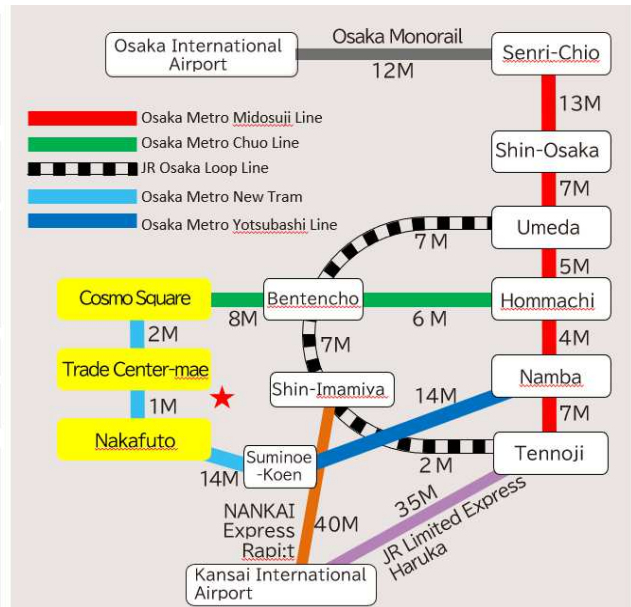 Osaka International
Airport
Osaka Monorail
12M
Senri-Chio
13M
Osaka Metro Midosuji Line
Osaka Metro Chuo Line
JR Osaka Loop Line
Osaka Metro New Tram
Osaka Metro Yotsubashi Line
Shin-Osaka
7M
Umeda
7M
5M
Cosmo Square
8M
Bentencho
6M
Hommachi
2M
7M
4M
Trade Center-mae
Shin-Imamiva
14M
Namba
1M
7M
Nakafuto
14M
Suminoe
-Koen
2M
Tennoji
NANKAI
Express
Rapi:t
40M
35M
JR Limited Express
Haruka
Kansai International
Airport